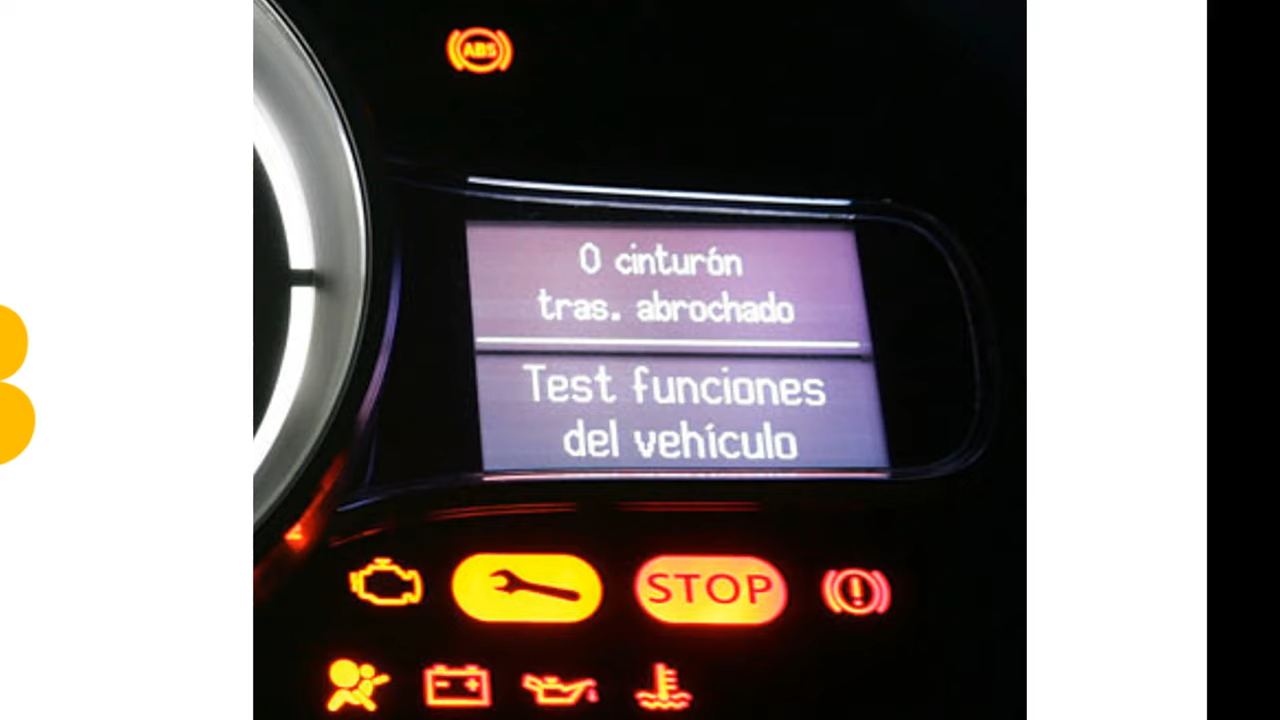 ABS
0 cinturón
tras. abrochado
Test funciones
del vehículo
STOP